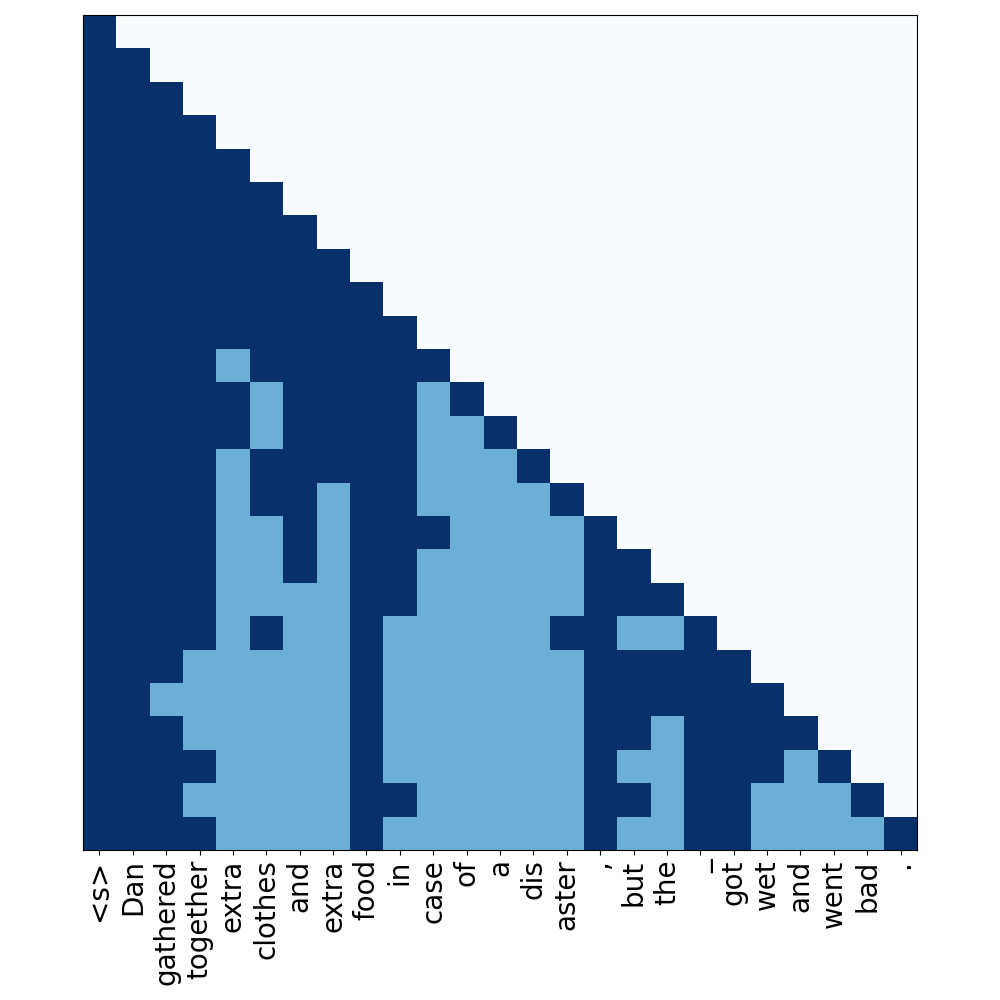 <s> Dan gathered together extra clothes and extra food in case of a dis aster , but the _ got wet and went bad .